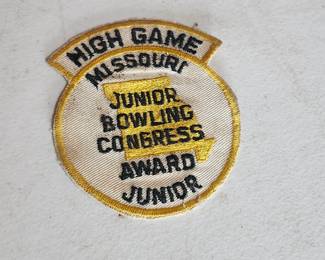 HIGH GAME
MISSOURI
JUNIOR
BOWLING
CONGRESS
AWARD
JUNIOR